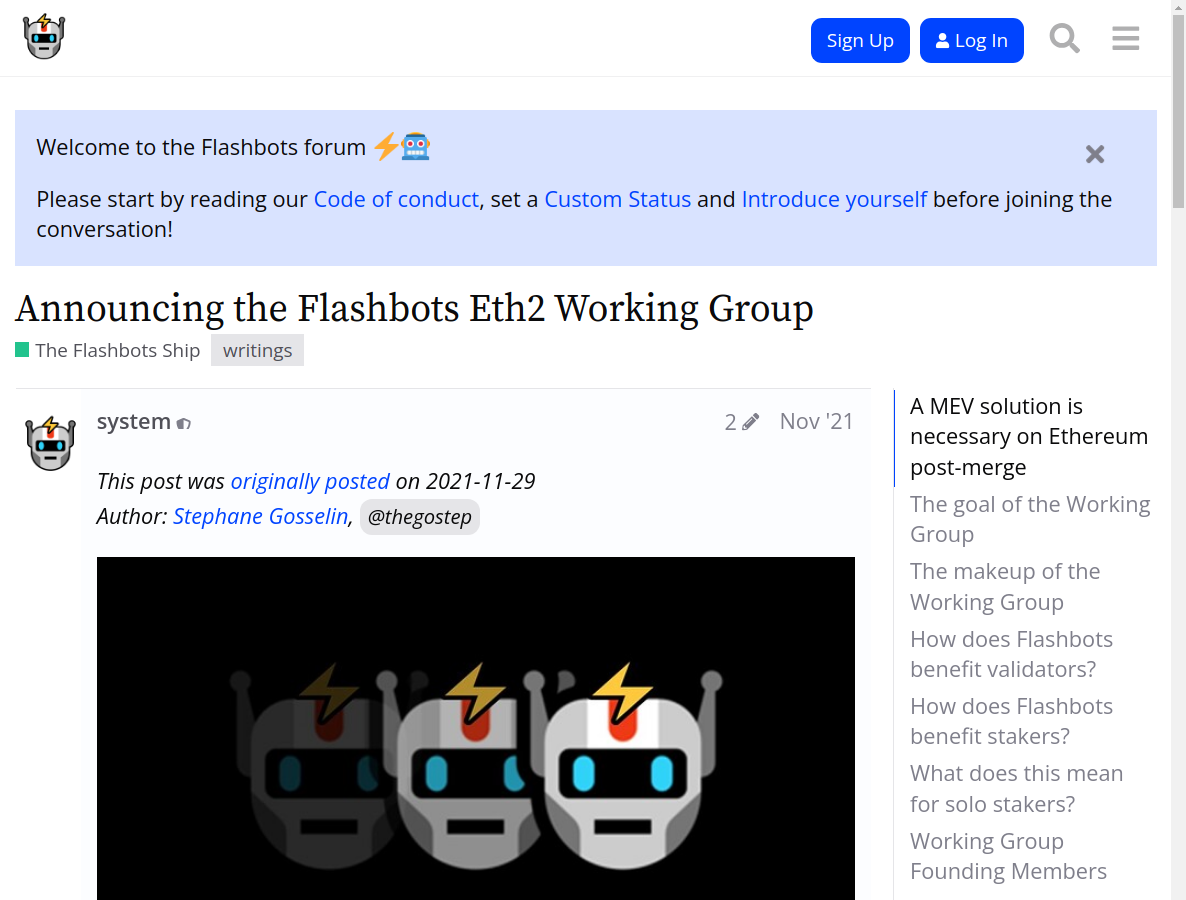 Sign Up
Log In
Welcome to the Flashbots forum
Please start by reading our Code of conduct, set a Custom Status and Introduce yourself before joining the
conversation!
Announcing the Flashbots Eth2 Working Group
The Flashbots Ship
writings
system
2
Nov '21
This post was originally posted on 2021-11-29
Author: Stephane Gosselin, @thegostep
A MEV solution is
necessary on Ethereum
post-merge
The goal of the Working
Group
The makeup of the
Working Group
How does Flashbots
benefit validators?
How does Flashbots
benefit stakers?
What does this mean
for solo stakers?
Working Group
Founding Members